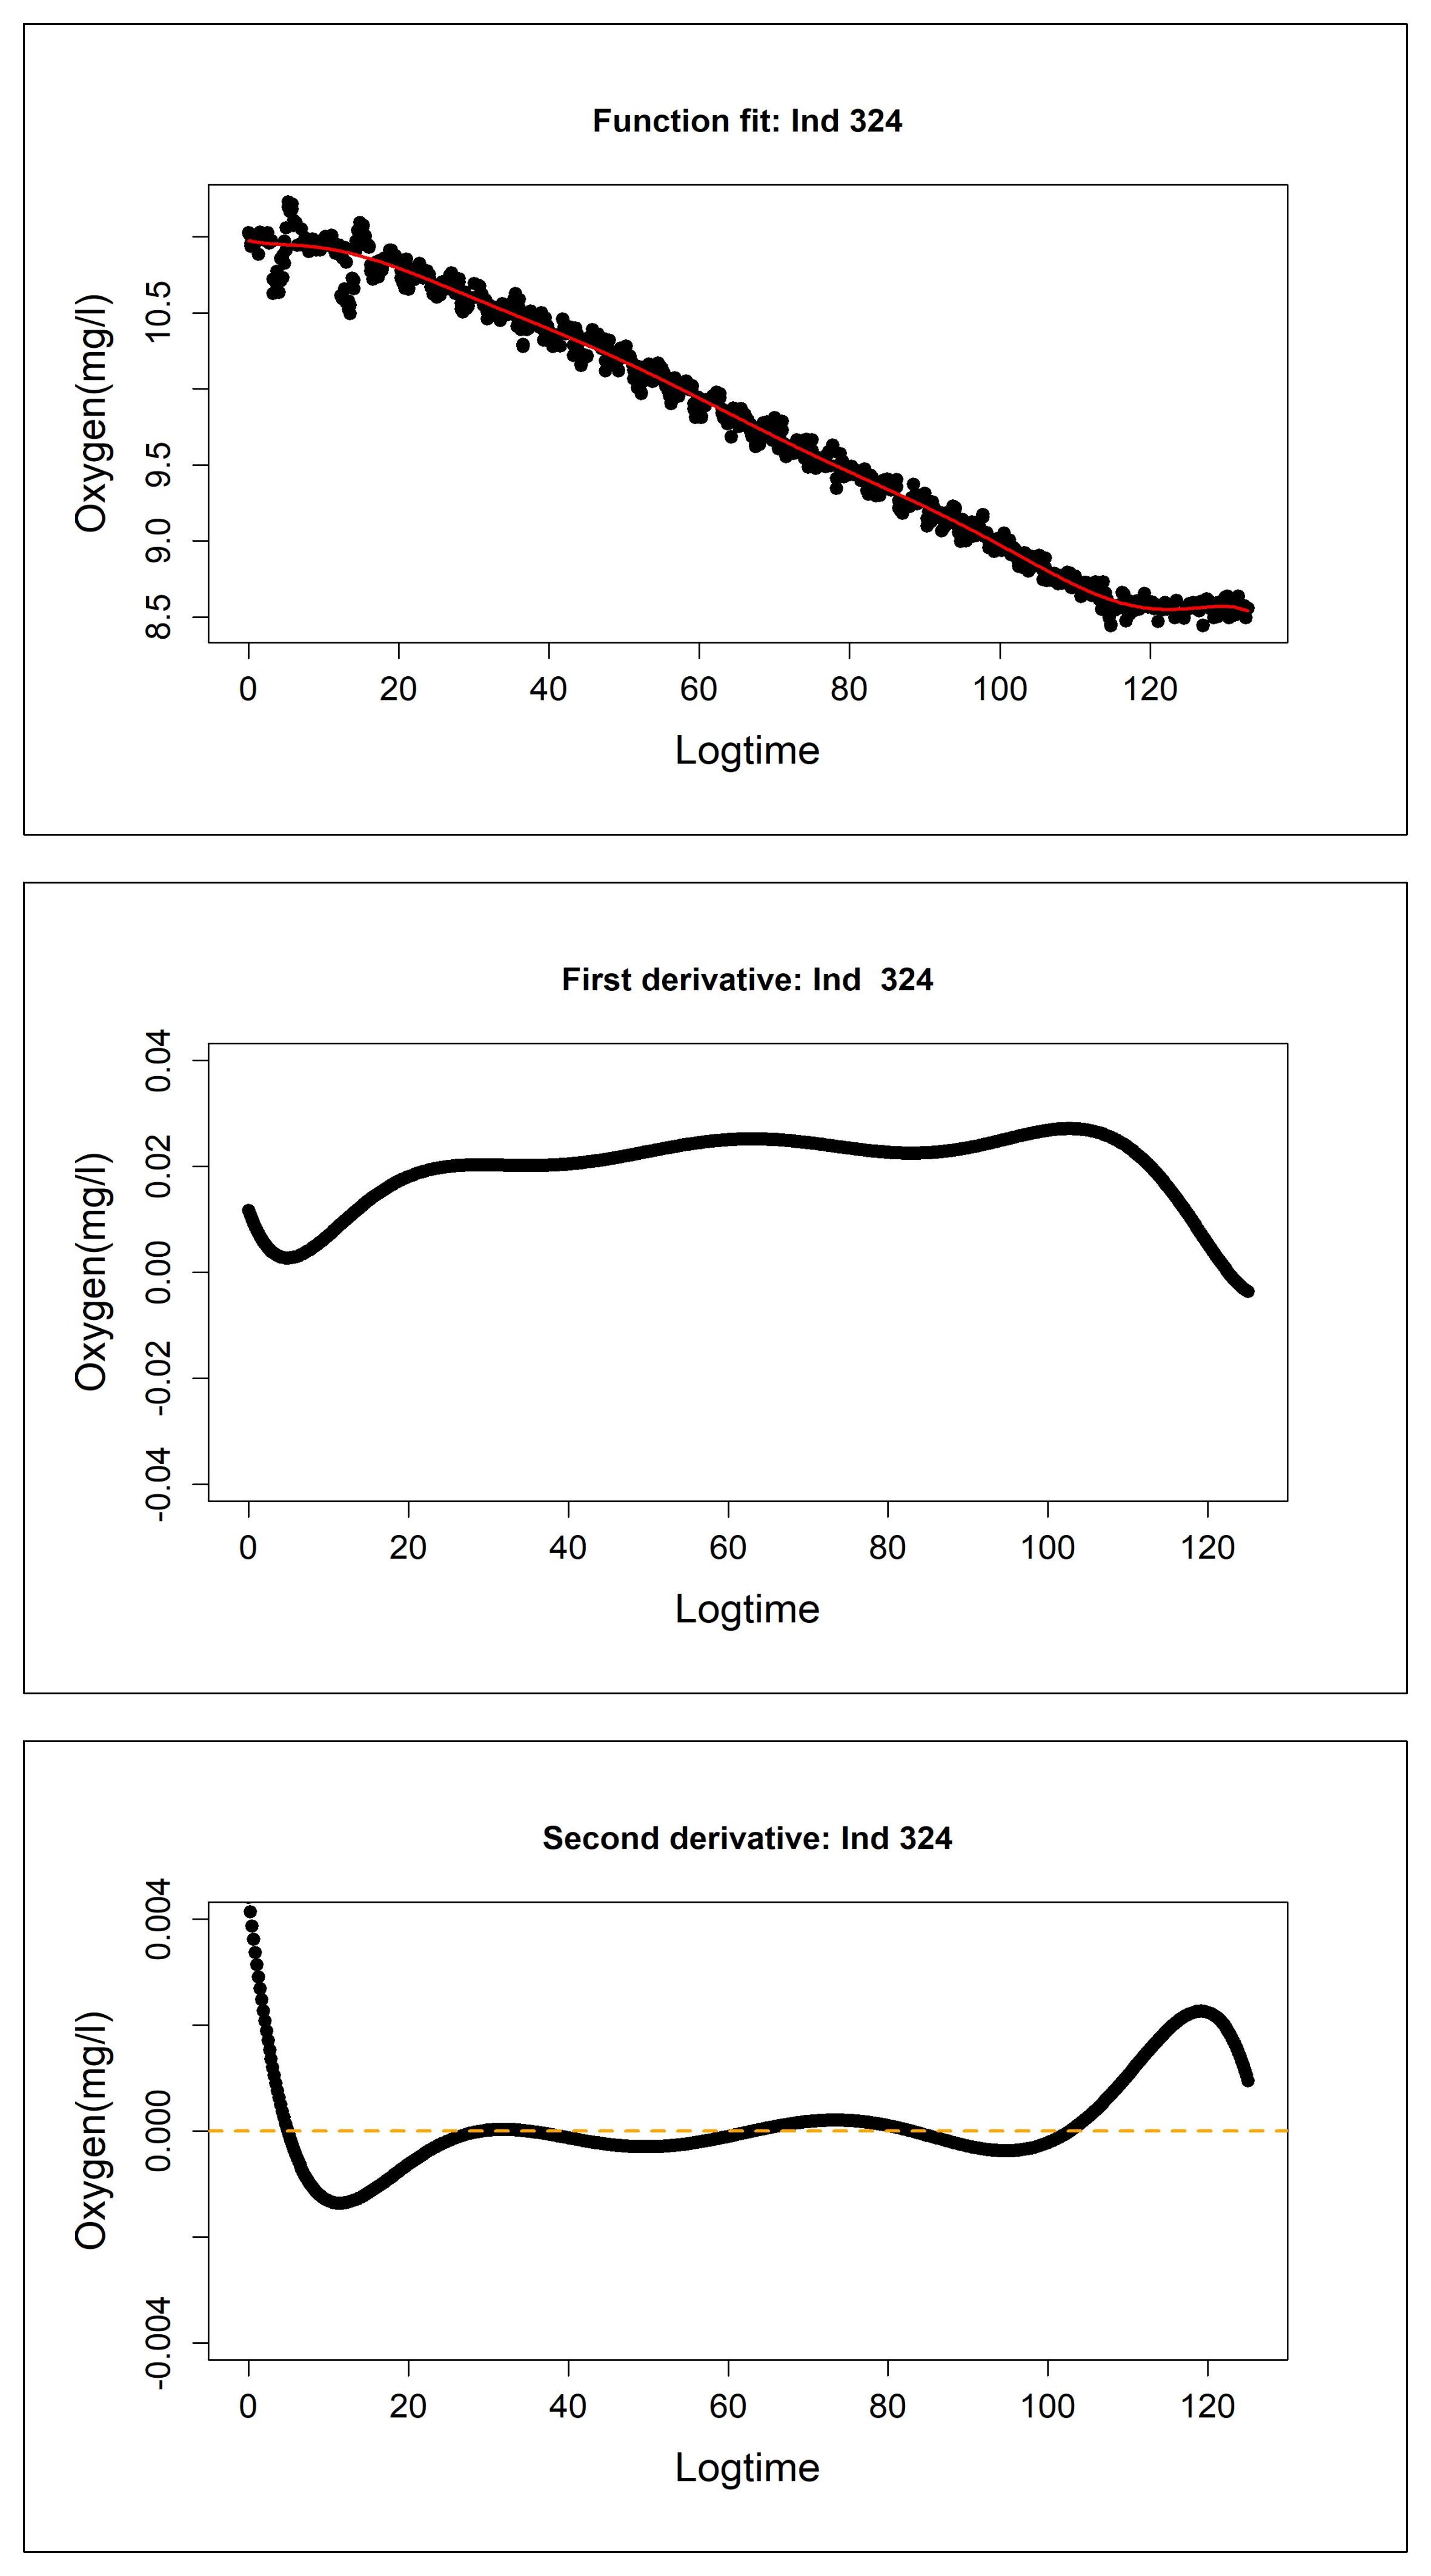 Function fit: Ind 324
Oxygen(mg/l)
10.5
9.5
9.0
8.5
0 20 40 60 80 100 120
Logtime
First derivative: Ind  324
Oxygen(mg/l)
0.04
0.02
0.00
-0.02
-0.04
0 20 40 60 80 100 120
Logtime
Second derivative: Ind 324
Oxygen(mg/l)
0.004
0.000
-0.004
0 20 40 60 80 100 120
Logtime